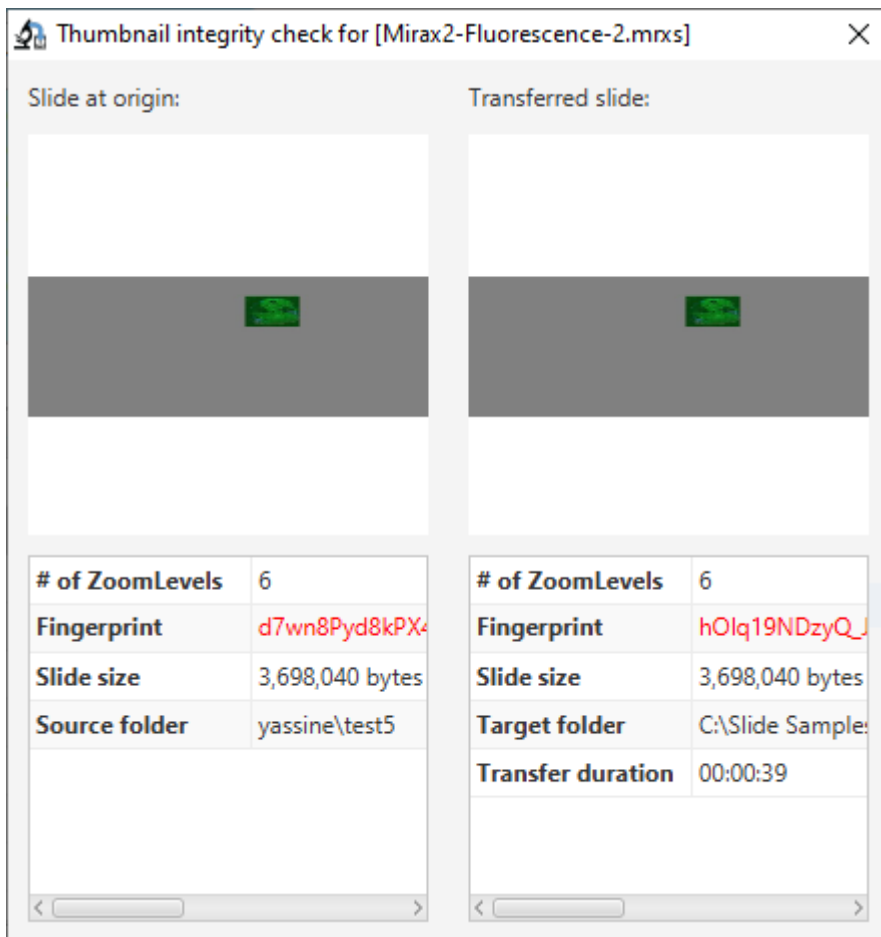 Thumbnail integrity check for [Mirax2-Fluorescence-2.mrxs]
Slide at origin:
Transferred slide:
# of ZoomLevels 6
Fingerprint d7wn8Pyd8kPX4
Slide size 3,698,040 bytes
Source folder yassine\test5
# of ZoomLevels 6
Fingerprint hOlq19NDzyQ_J
Slide size 3,698,040 bytes
Target folder C:\Slide Samples
Transfer duration 00:00:39